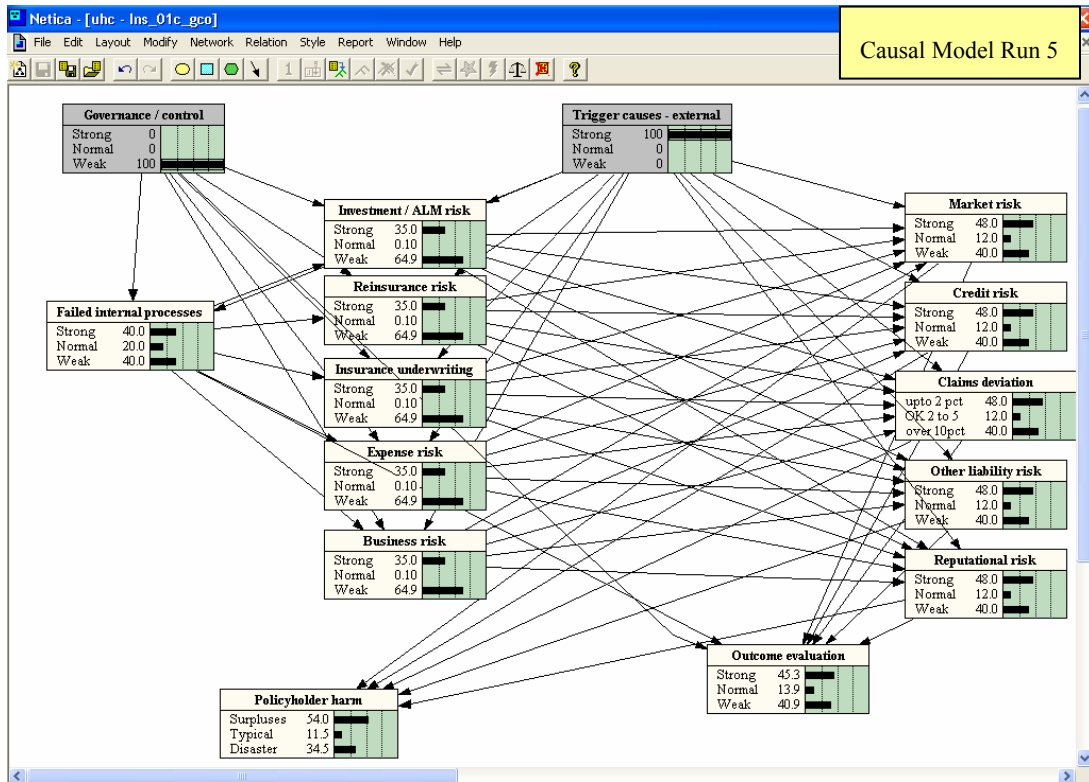 Netica - [uhc - Ins_01c_gco]
Causal Model Run 5
File Edit Layout Modify Network Relation Style Report Window Help
Governance / control
Strong 0
Normal 0
Weak 100
Trigger causes - external
Strong 100
Normal 0
Weak 0
Investment / ALM risk
Strong 35.0
Normal 0.10
Weak 64.9
Market risk
Strong 48.0
Normal 12.0
Weak 40.0
Reinsurance risk
Strong 35.0
Normal 0.10
Weak 64.9
Credit risk
Strong 48.0
Normal 12.0
Weak 40.0
Failed internal processes
Strong 40.0
Normal 20.0
Weak 40.0
Insurance underwriting
Strong 35.0
Normal 0.10
Weak 64.9
Claims deviation
upto 2 pct 48.0
OK 2 to 5 12.0
over 10pct 40.0
Expense risk
Strong 35.0
Normal 0.10
Weak 64.9
Other liability risk
Strong 48.0
Normal 12.0
Weak 40.0
Business risk
Strong 35.0
Normal 0.10
Weak 64.9
Reputational risk
Strong 48.0
Normal 12.0
Weak 40.0
Outcome evaluation
Strong 45.3
Normal 13.9
Weak 40.9
Policyholder harm
Surpluses 54.0
Typical 11.5
Disaster 34.5